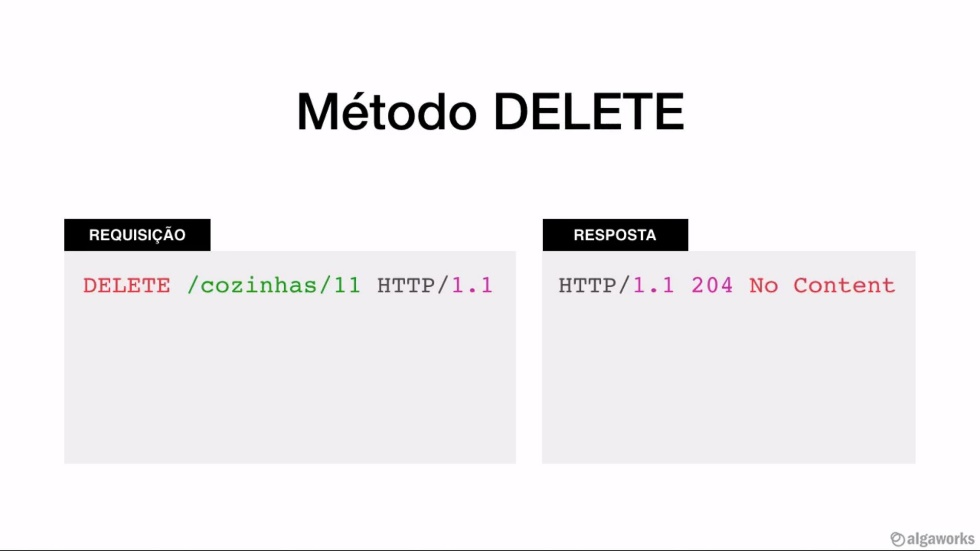 Método DELETE
REQUISIÇÃO
DELETE /cozinhas/11 HTTP/1.1
RESPOSTA
HTTP/1.1 204 No Content
algaworks